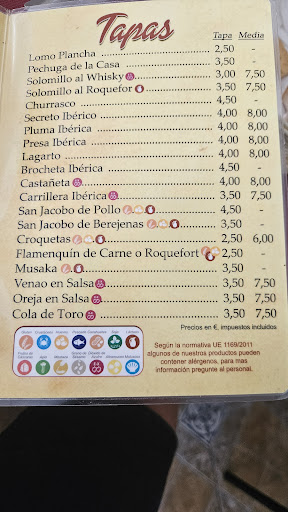 Tapas
Tapa Media
Lomo Plancha 2,50 -
Pechuga de la Casa 3,50 -
Solomillo al Whisky 3,00 7,50
Solomillo al Roquefor 3,50 7,50
Churrasco 4,50 -
Secreto Ibérico 4,00 8,00
Pluma Ibérica 4,00 8,00
Presa Ibérica 4,00 8,00
Lagarto 4,00 8,00
Brocheta Ibérica 4,50 -
Castañeta 4,00 8,00
Carrillera Ibérica 3,50 7,50
San Jacobo de Pollo 4,50 -
San Jacobo de Berejenas 3,50 -
Croquetas 2,50 6,00
Flamenquín de Carne o Roquefort 2,50 -
Musaka 3,50 -
Venao en Salsa 3,50 7,50
Oreja en Salsa 3,50 7,50
Cola de Toro 3,50 7,50
Precios en €, impuestos incluidos
Según la normativa UE 1169/2011
algunos de nuestros productos pueden
contener alérgenos, para mas
información pregunte al personal.